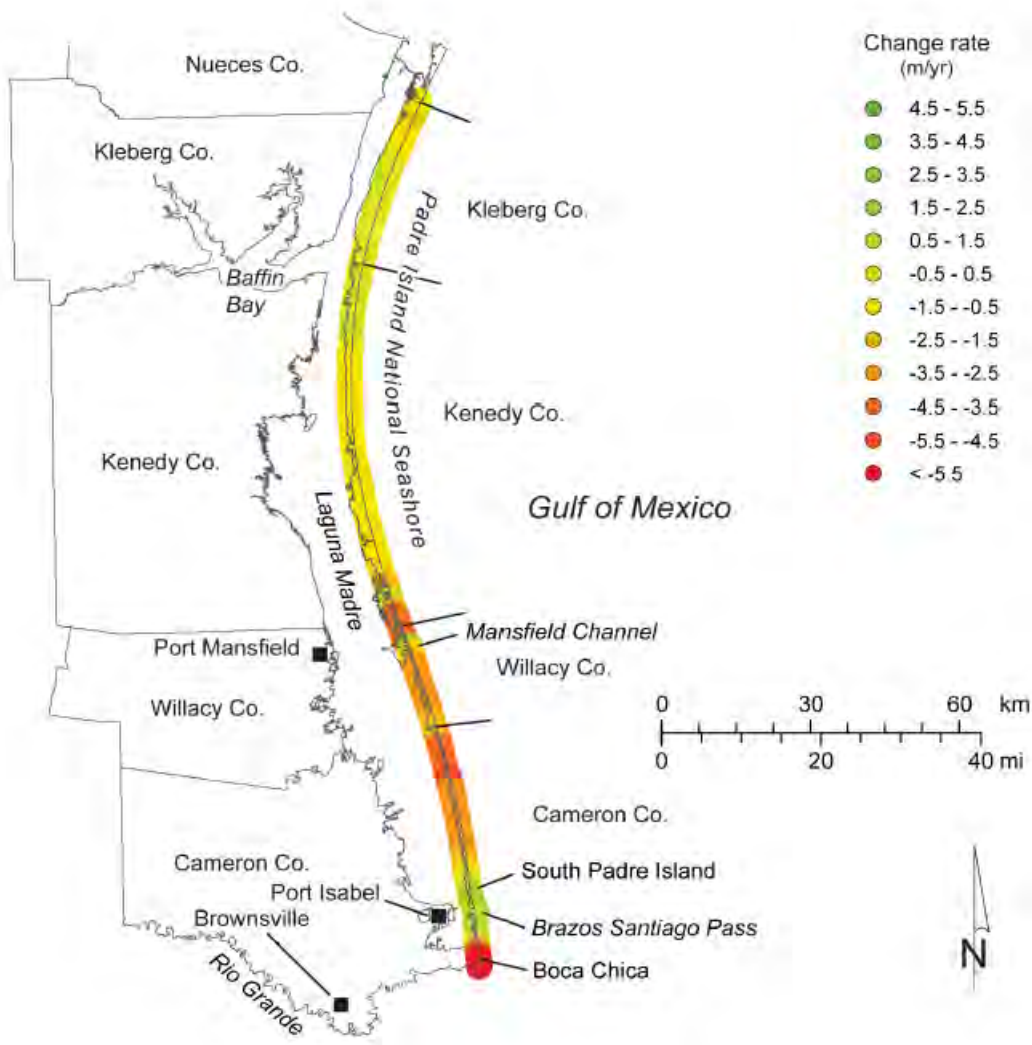 Nueces Co.
Change rate
(m/yr)
4.5 - 5.5
3.5 - 4.5
2.5 - 3.5
1.5 - 2.5
0.5 - 1.5
-0.5 - 0.5
-1.5 - -0.5
-2.5 - -1.5
-3.5 - -2.5
-4.5 - -3.5
-5.5 - -4.5
< -5.5
Kleberg Co.
Kleberg Co.
Padre Island National Seashore
Baffin
Bay
Kenedy Co.
Kenedy Co.
Gulf of Mexico
Laguna Madre
Mansfield Channel
Port Mansfield
Willacy Co.
Willacy Co.
0 30 60 km
0 20 40 mi
Cameron Co.
Cameron Co.
South Padre Island
Port Isabel
Brownsville
Brazos Santiago Pass
Boca Chica
Rio Grande
N